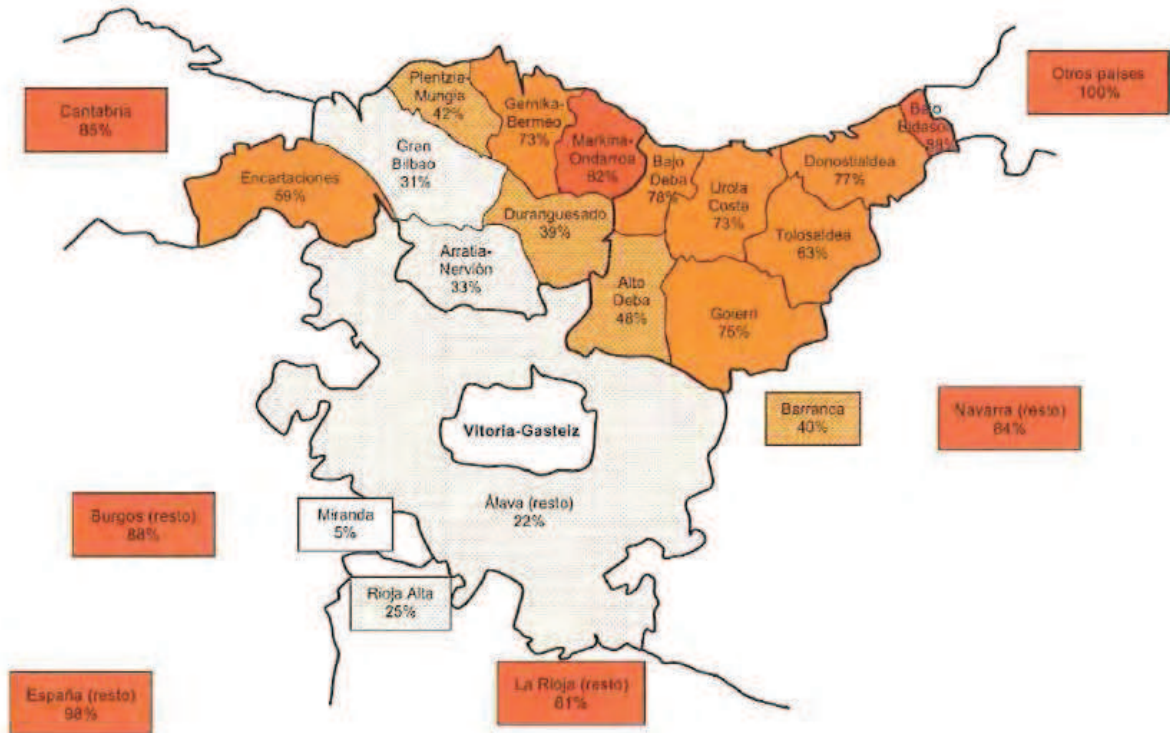 Plentzia-
Mungia
42%
Cantabria
85%
Gernika-
Bermeo
73%
Otros países
100%
Bajo
Bidasoa
88%
Gran
Bilbao
31%
Markina-
Ondarroa
82%
Bajo
Deba
78%
Donostialdea
77%
Encartaciones
59%
Urola
Costa
73%
Duranguesado
39%
Tolosaldea
63%
Arratia-
Nervión
33%
Alto
Deba
48%
Goierri
75%
Barranca
40%
Navarra (resto)
84%
Vitoria-Gasteiz
Álava (resto)
22%
Burgos (resto)
88%
Miranda
5%
Rioja Alta
25%
España (resto)
98%
La Rioja (resto)
81%